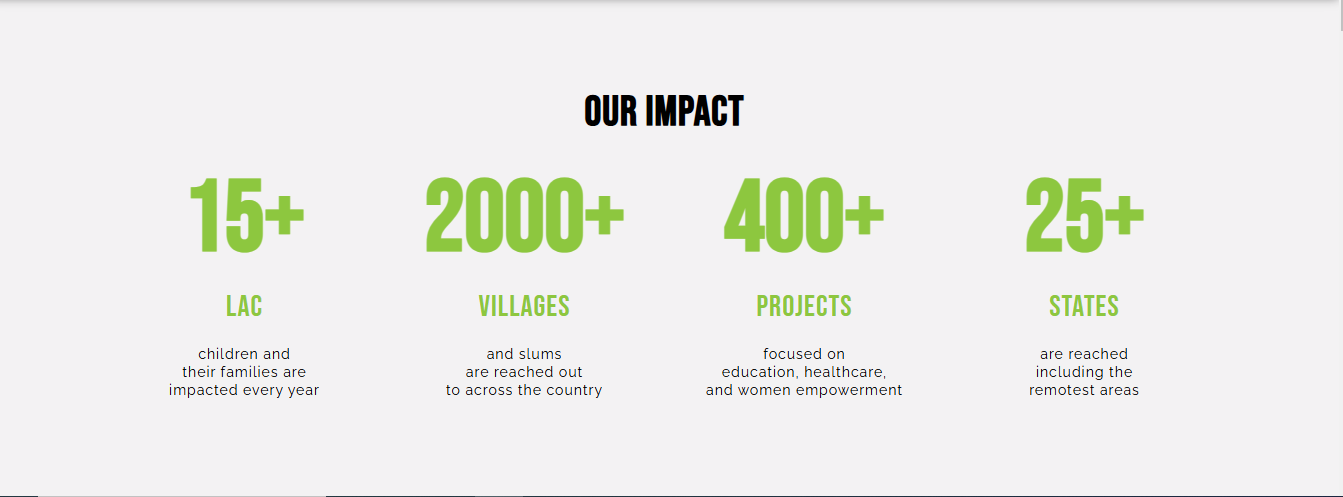 OUR IMPACT
15+
2000+
400+
25+
LAC
VILLAGES
PROJECTS
STATES
children and
their families are
impacted every year
and slums
are reached out
to across the country
focused on
education, healthcare,
and women empowerment
are reached
including the
remotest areas